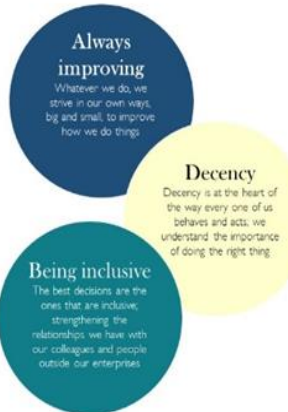 Always
improving
Whatever we do, we
strive in our own ways,
big and small, to improve
how we do things
Decency
Decency is at the heart of
the way every one of us
behaves and acts; we
understand the importance
of doing the right thing
Being inclusive
The best decisions are the
ones that are inclusive;
strengthening the
relationships we have with
our colleagues and people
outside our enterprises